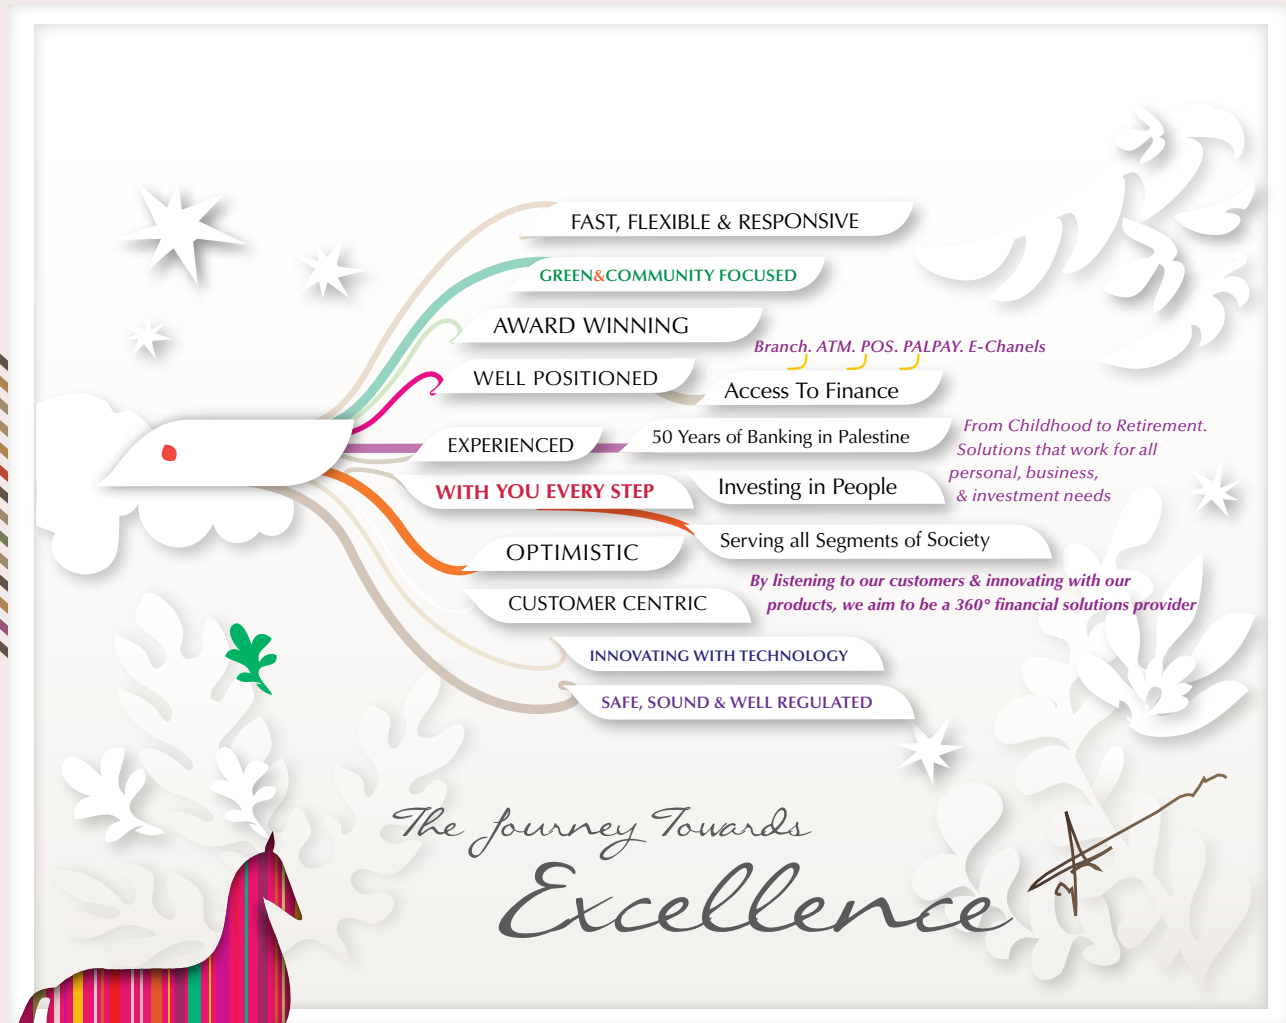 FAST, FLEXIBLE & RESPONSIVE
GREEN&COMMUNITY FOCUSED
AWARD WINNING
WELL POSITIONED
Branch. ATM. POS. PALPAY. E-Chanels
Access To Finance
EXPERIENCED
50 Years of Banking in Palestine
From Childhood to Retirement.
Solutions that work for all
personal, business,
& investment needs
WITH YOU EVERY STEP
Investing in People
Serving all Segments of Society
OPTIMISTIC
By listening to our customers & innovating with our
products, we aim to be a 360° financial solutions provider
CUSTOMER CENTRIC
INNOVATING WITH TECHNOLOGY
SAFE, SOUND & WELL REGULATED
The Journey Towards
Excellence